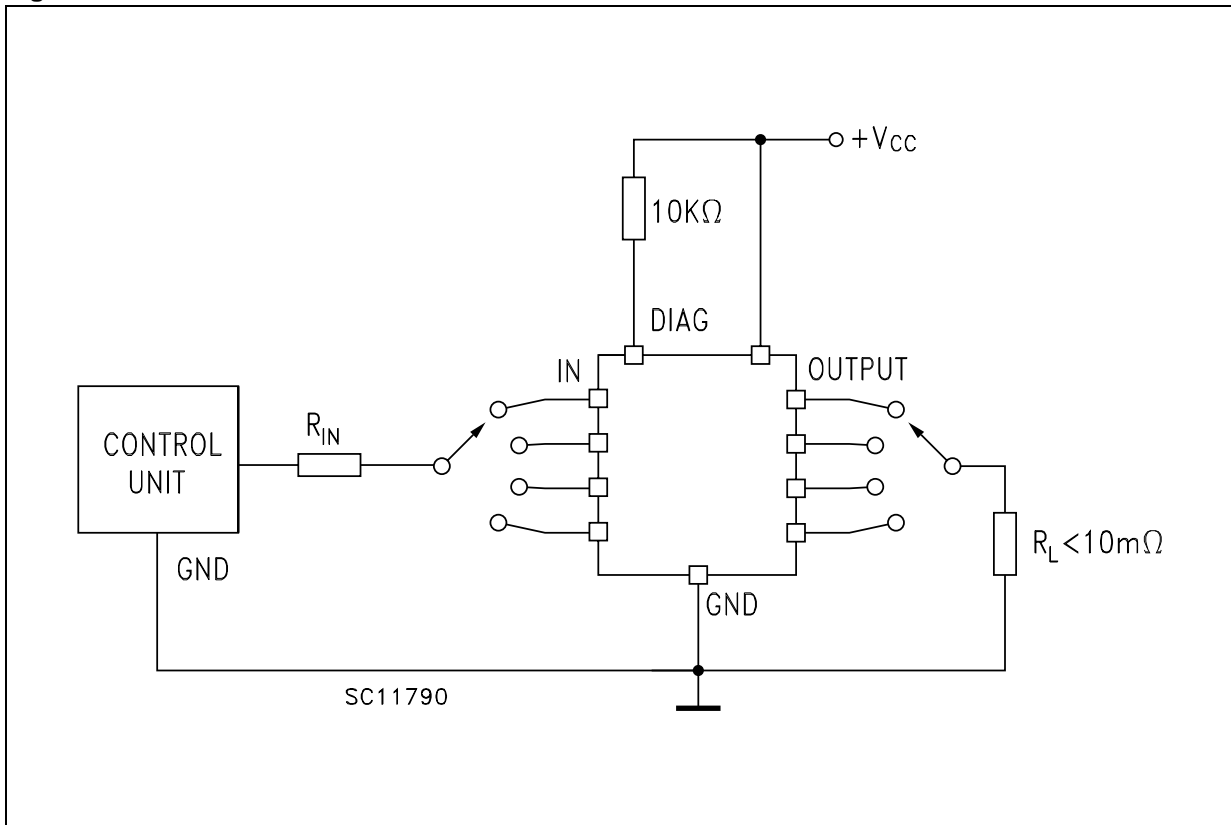 +VCC
10KΩ
DIAG
IN
OUTPUT
CONTROL
UNIT
RIN
GND
RL<10mΩ
GND
SC11790